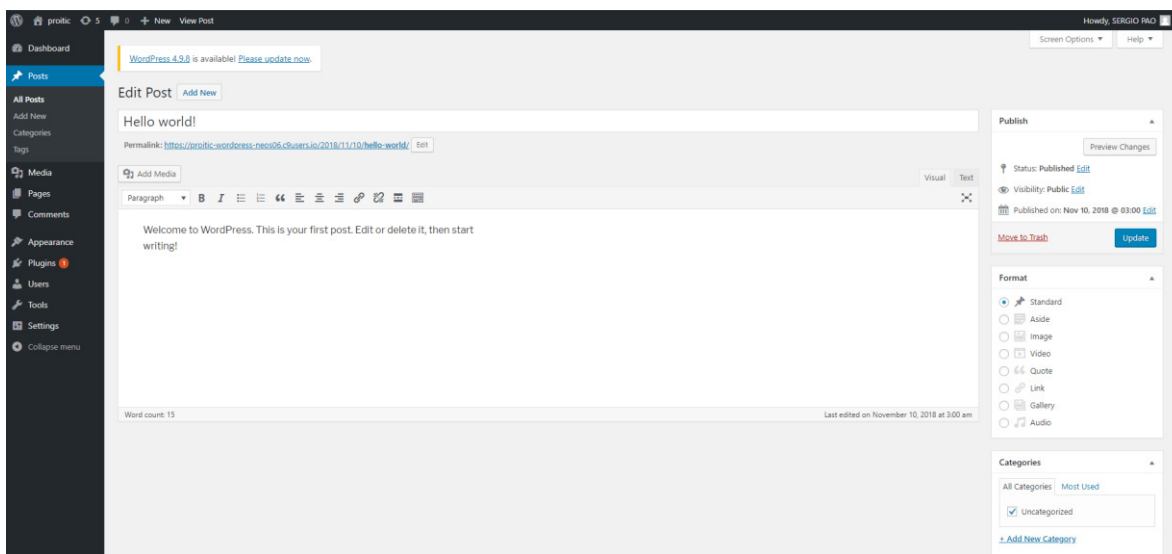 proitic 5 0 New View Post Howdy, SERGIO PAO
Screen Options Help
Dashboard
Posts
All Posts
Add New
Categories
Tags
Media
Pages
Comments
Appearance
Plugins 1
Users
Tools
Settings
Collapse menu
WordPress 4.9.8 is available! Please update now.
Edit Post Add New
Hello world!
Permalink: https://proitic-wordpress-neos06.c9users.io/2018/11/10/hello-world/ Edit
Add Media
Visual Text
Paragraph B I
Welcome to WordPress. This is your first post. Edit or delete it, then start
writing!
Word count: 15 Last edited on November 10, 2018 at 3:00 am
Publish
Preview Changes
Status: Published Edit
Visibility: Public Edit
Published on: Nov 10, 2018 @ 03:00 Edit
Move to Trash Update
Format
Standard
Aside
Image
Video
Quote
Link
Gallery
Audio
Categories
All Categories Most Used
Uncategorized
+ Add New Category